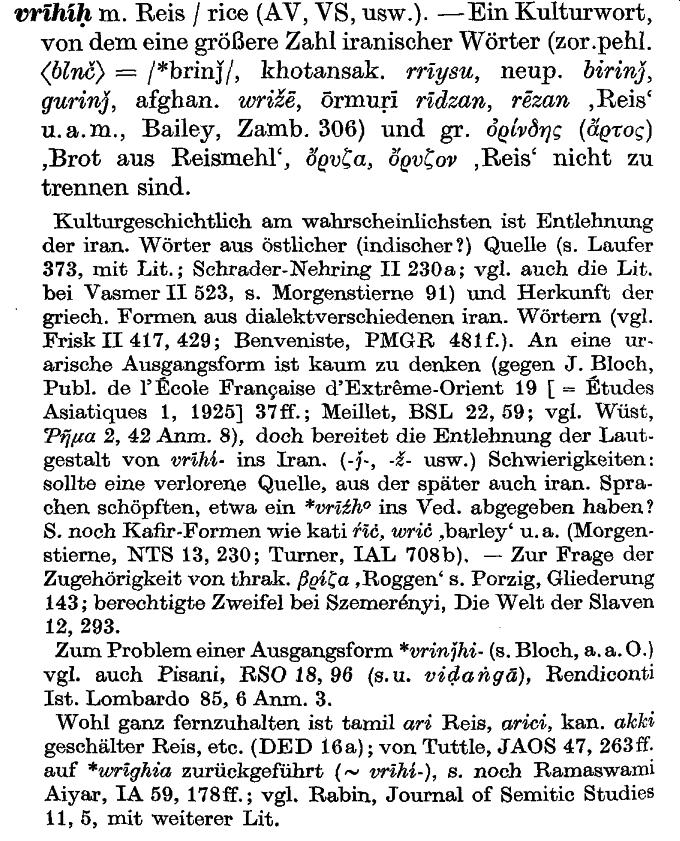 vrīhíḥ m. Reis / rice (AV, VS, usw.). — Ein Kulturwort,
von dem eine größere Zahl iranischer Wörter (zor.pehl.
⟨blnč⟩ = /*brinǰ/, khotansak. rrīysu, neup. birinǰ,
gurinǰ, afghan. wrižē, ōrmuṛī rīdzan, rēzan ‚Reis‘
u.a.m., Bailey, Zamb. 306) und gr. ὀρίνδης (ἄρτος)
‚Brot aus Reismehl‘, ὄρυζα, ὄρυζον ‚Reis‘ nicht zu
trennen sind.
Kulturgeschichtlich am wahrscheinlichsten ist Entlehnung
der iran. Wörter aus östlicher (indischer?) Quelle (s. Laufer
373, mit Lit.; Schrader-Nehring II 230a; vgl. auch die Lit.
bei Vasmer II 523, s. Morgenstierne 91) und Herkunft der
griech. Formen aus dialektverschiedenen iran. Wörtern (vgl.
Frisk II 417, 429; Benveniste, PMGR 481f.). An eine ur-
arische Ausgangsform ist kaum zu denken (gegen J. Bloch,
Publ. de l’École Française d’Extrême-Orient 19 [ = Études
Asiatiques 1, 1925] 37ff.; Meillet, BSL 22, 59; vgl. Wüst,
Ῥῆμα 2, 42 Anm. 8), doch bereitet die Entlehnung der Laut-
gestalt von vrīhí- ins Iran. (-ǰ-, -ž- usw.) Schwierigkeiten:
sollte eine verlorene Quelle, aus der später auch iran. Spra-
chen schöpften, etwa ein *vrīźhᵒ ins Ved. abgegeben haben?
S. noch Kafir-Formen wie kati ŕīć, wrić ‚barley‘ u.a. (Morgen-
stierne, NTS 13, 230; Turner, IAL 708b). — Zur Frage der
Zugehörigkeit von thrak. βρίζα ‚Roggen‘ s. Porzig, Gliederung
143; berechtigte Zweifel bei Szemerényi, Die Welt der Slaven
12, 293.
Zum Problem einer Ausgangsform *vrinǰhi- (s. Bloch, a.a.O.)
vgl. auch Pisani, RSO 18, 96 (s.u. viḍaṅgā), Rendiconti
Ist. Lombardo 85, 6 Anm. 3.
Wohl ganz fernzuhalten ist tamil ari Reis, arici, kan. akki
geschälter Reis, etc. (DED 16a); von Tuttle, JAOS 47, 263ff.
auf *wrīghia zurückgeführt (~ vrīhí-), s. noch Ramaswami
Aiyar, IA 59, 178ff.; vgl. Rabin, Journal of Semitic Studies
11, 5, mit weiterer Lit.